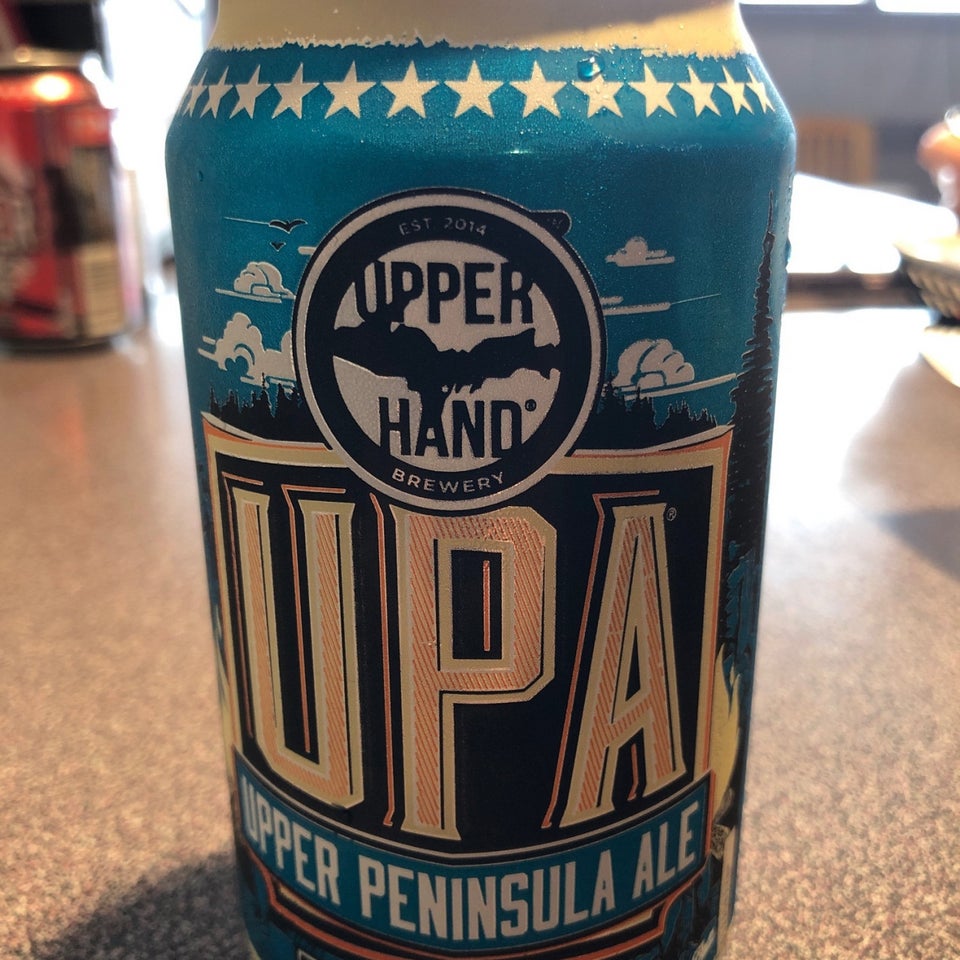 EST. 2014
UPPER
HAND®
BREWERY
UPA®
UPPER PENINSULA ALE